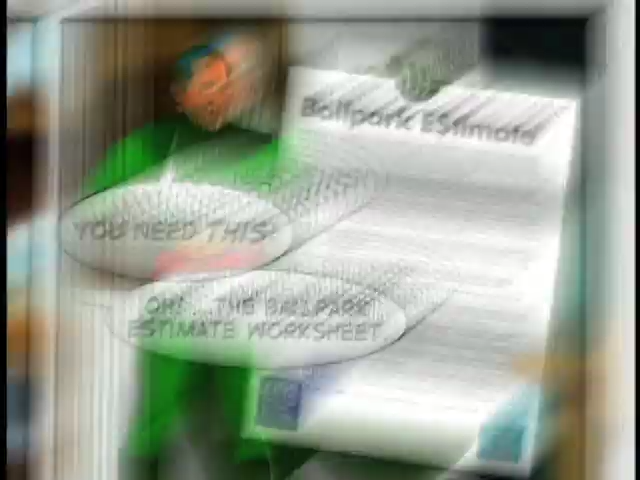 Ballpark Estimate
YOU NEED THIS
OH! ...THE BALLPARK
ESTIMATE WORKSHEET